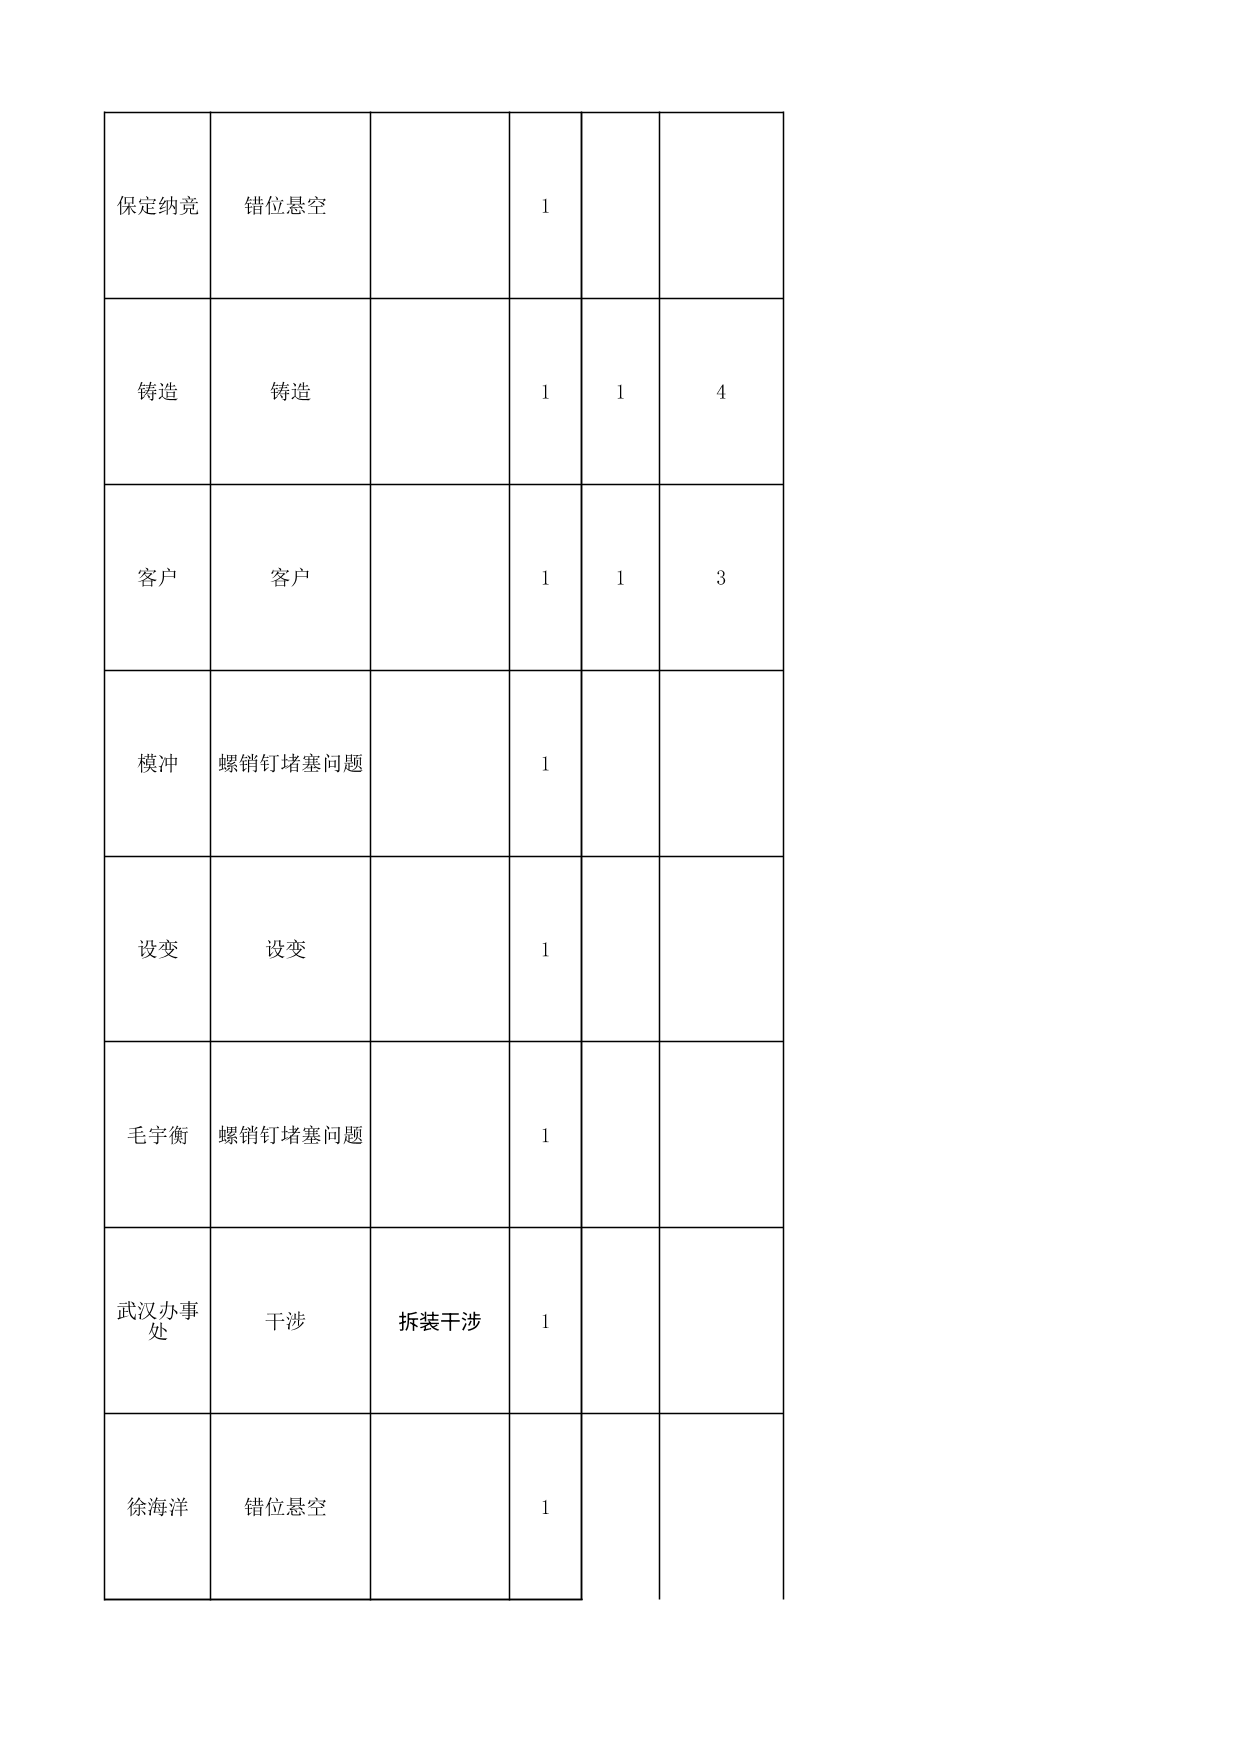 保定纳竞 错位悬空 1
铸造 铸造 1 1 4
客户 客户 1 1 3
模冲 螺销钉堵塞问题 1
设变 设变 1
毛宇衡 螺销钉堵塞问题 1
武汉办事
处 干涉 拆装干涉 1
徐海洋 错位悬空 1